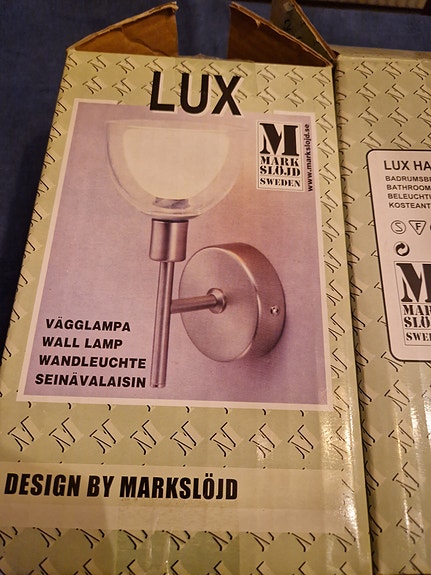 LUX
M
MARK
SLÖJD
SWEDEN
www.markslojd.se
VÄGGLAMPA
WALL LAMP
WANDLEUCHTE
SEINÄVALAISIN
DESIGN BY MARKSLÖJD
LUX HA
BADRUMSB
BATHROOM
BELEUCHTU
KOSTEANT
S F
M
MARK
SLÖJD
SWEDEN